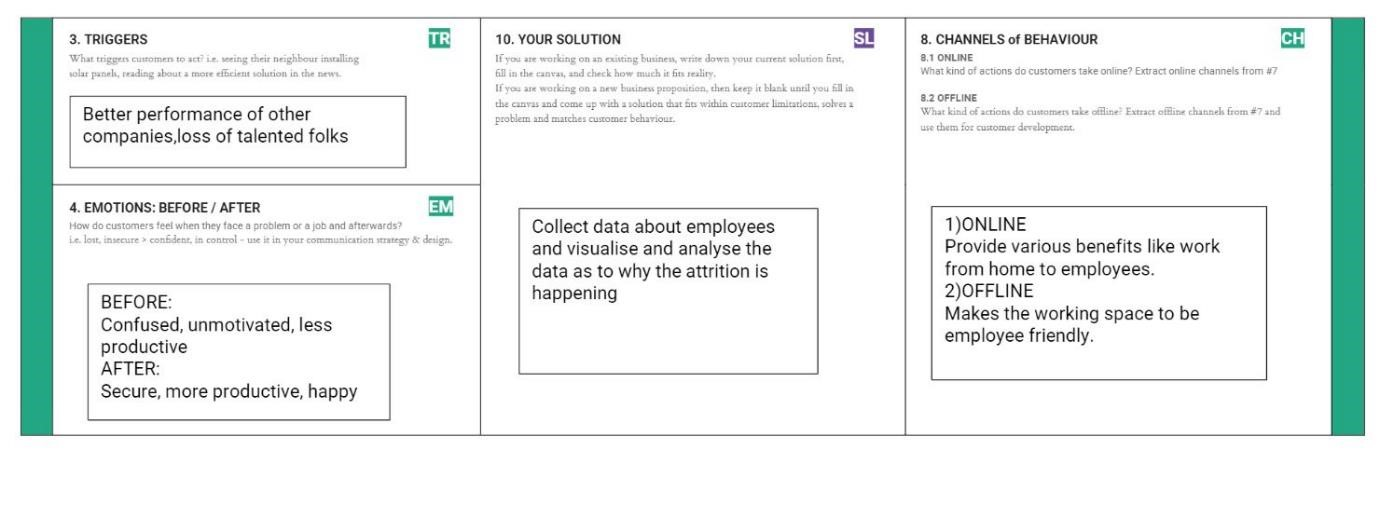 3. TRIGGERS
TR
What triggers customers to act? i.e. seeing their neighbour installing
solar panels, reading about a more efficient solution in the news.
Better performance of other
companies,loss of talented folks
4. EMOTIONS: BEFORE / AFTER
EM
How do customers feel when they face a problem or a job and afterwards?
i.e. lost, insecure > confident, in control - use it in your communication strategy & design.
BEFORE:
Confused, unmotivated, less
productive
AFTER:
Secure, more productive, happy
10. YOUR SOLUTION
SL
If you are working on an existing business, write down your current solution first,
fill in the canvas, and check how much it fits reality.
If you are working on a new business proposition, then keep it blank until you fill in
the canvas and come up with a solution that fits within customer limitations, solves a
problem and matches customer behaviour.
Collect data about employees
and visualise and analyse the
data as to why the attrition is
happening
8. CHANNELS of BEHAVIOUR
CH
8.1 ONLINE
What kind of actions do customers take online? Extract online channels from #7
8.2 OFFLINE
What kind of actions do customers take offline? Extract offline channels from #7 and
use them for customer development.
1)ONLINE
Provide various benefits like work
from home to employees.
2)OFFLINE
Makes the working space to be
employee friendly.